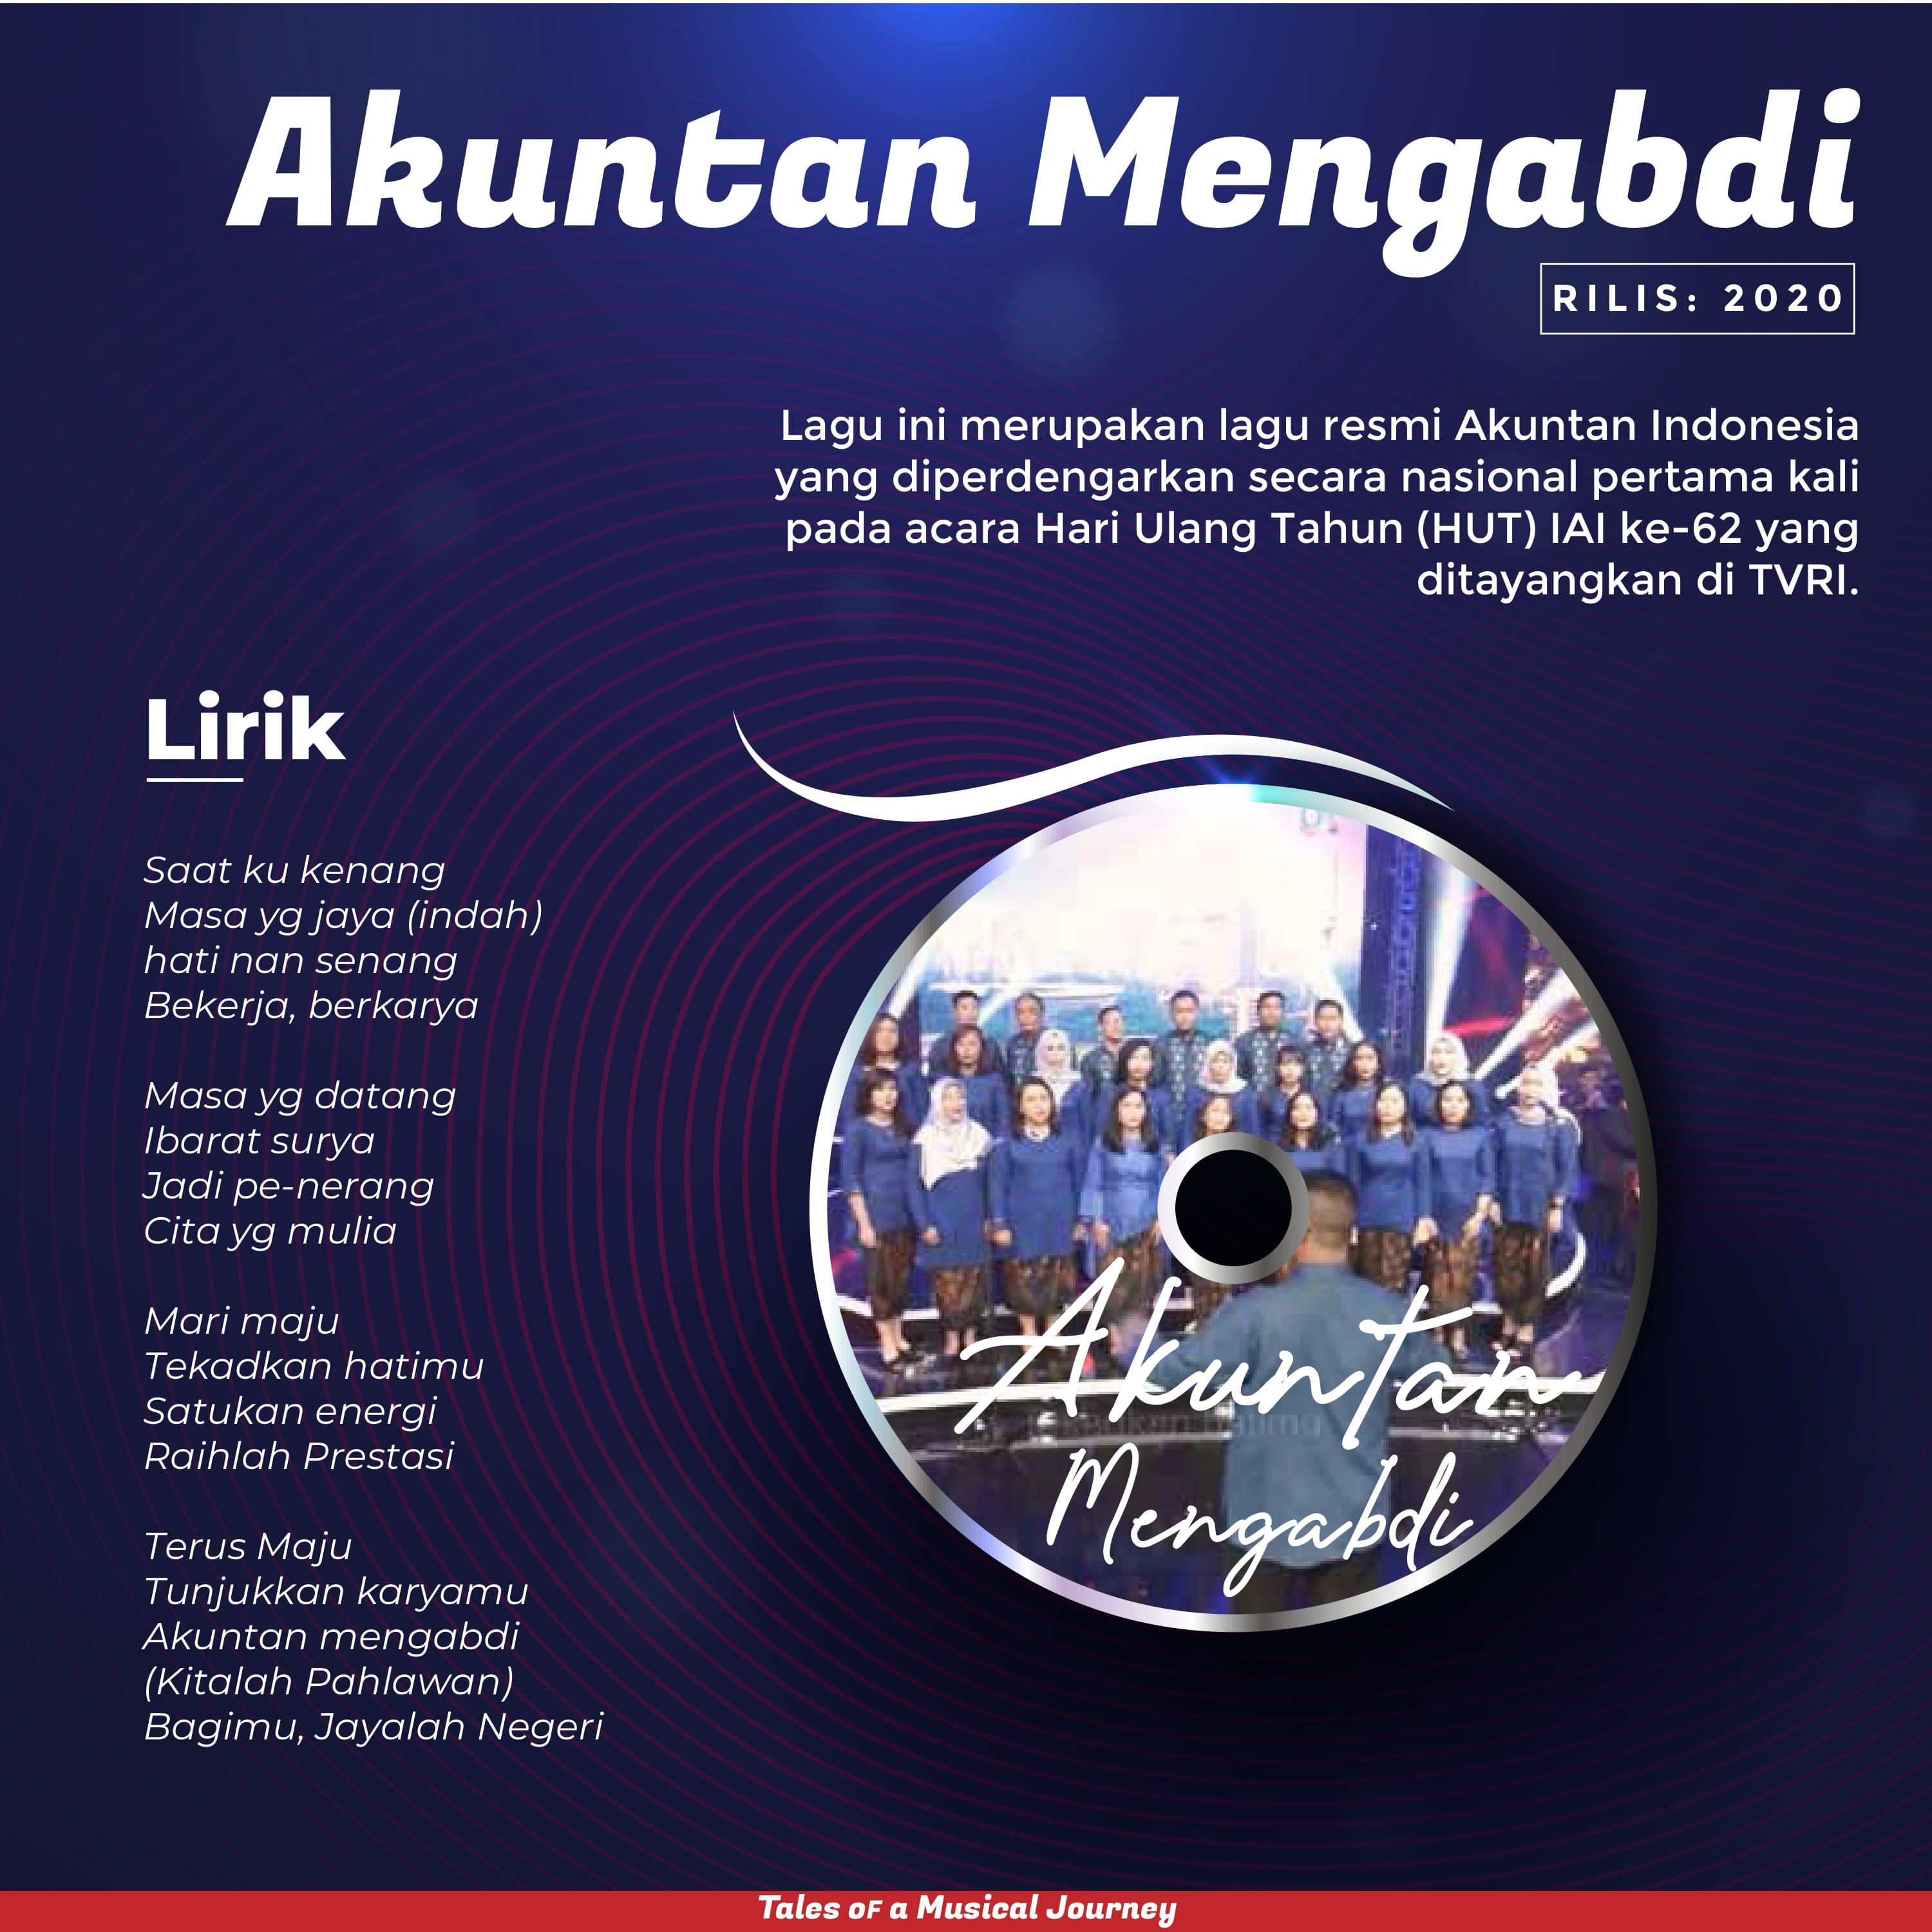 Akuntan Mengabdi
RILIS: 2020
Lagu ini merupakan lagu resmi Akuntan Indonesia
yang diperdengarkan secara nasional pertama kali
pada acara Hari Ulang Tahun (HUT) IAI ke-62 yang
ditayangkan di TVRI.
Lirik
Saat ku kenang
Masa yg jaya (indah)
hati nan senang
Bekerja, berkarya
Masa yg datang
Ibarat surya
Jadi pe-nerang
Cita yg mulia
Mari maju
Tekadkan hatimu
Satukan energi
Raihlah Prestasi
Terus Maju
Tunjukkan karyamu
Akuntan mengabdi
(Kitalah Pahlawan)
Bagimu, Jayalah Negeri
Akuntan
Mengabdi
Tales oF a Musical Journey